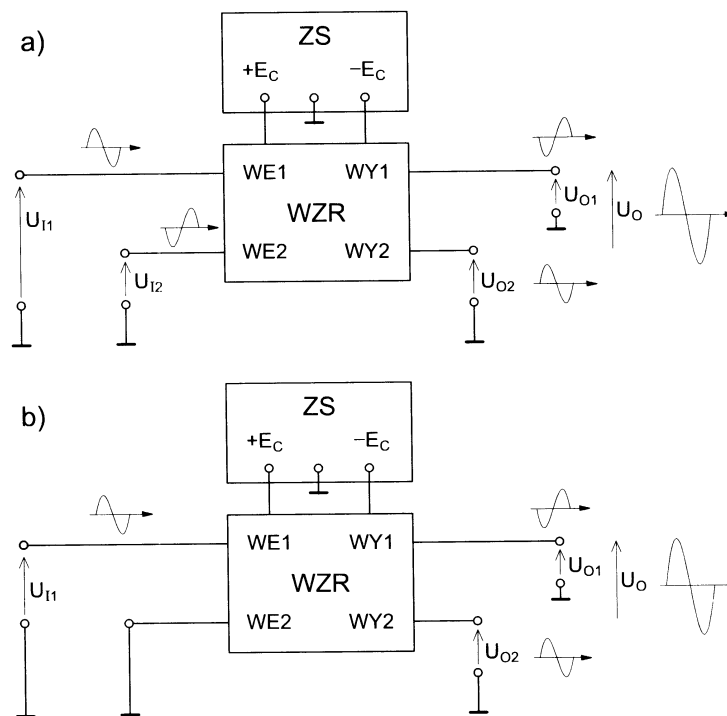 a)
ZS
+E_C −E_C
WE1 WY1
WZR
WE2 WY2
U_I1
U_I2
U_O1
U_O2
U_O
b)
ZS
+E_C −E_C
WE1 WY1
WZR
WE2 WY2
U_I1
U_O1
U_O2
U_O